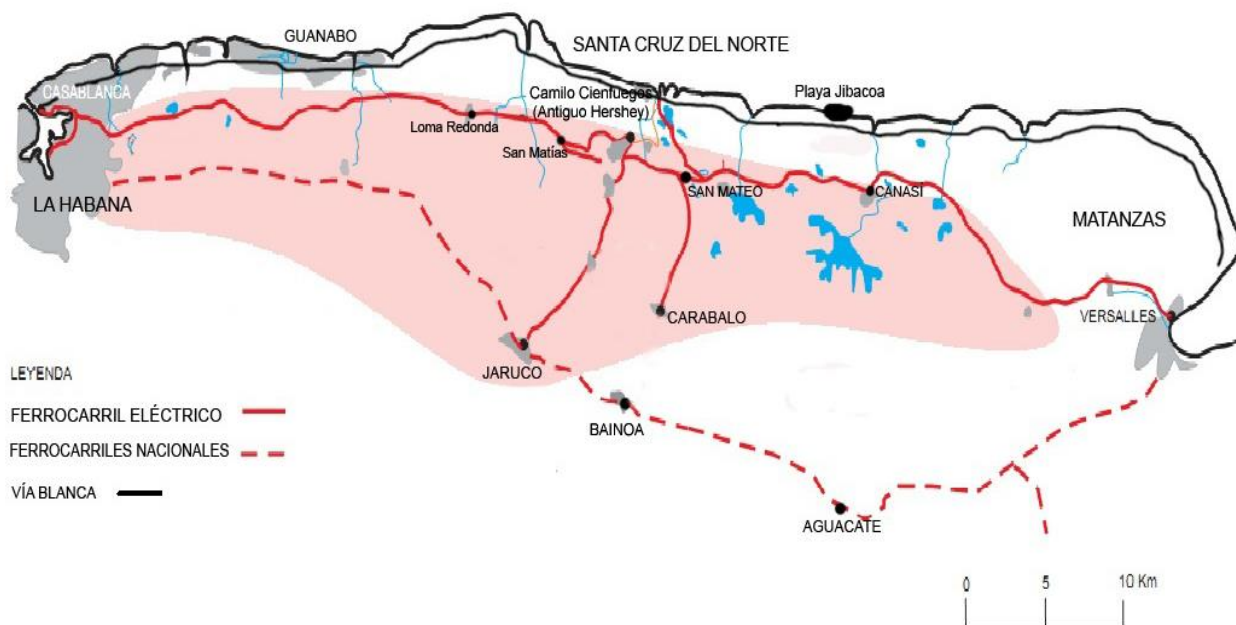 GUANABO
SANTA CRUZ DEL NORTE
CASABLANCA
Camilo Cienfuegos
(Antiguo Hershey)
Playa Jibacoa
Loma Redonda
San Matías
LA HABANA
SAN MATEO
CANASÍ
MATANZAS
CARABALO
VERSALLES
JARUCO
LEYENDA
FERROCARRIL ELÉCTRICO
BAINOA
FERROCARRILES NACIONALES
VÍA BLANCA
AGUACATE
0 5 10 Km